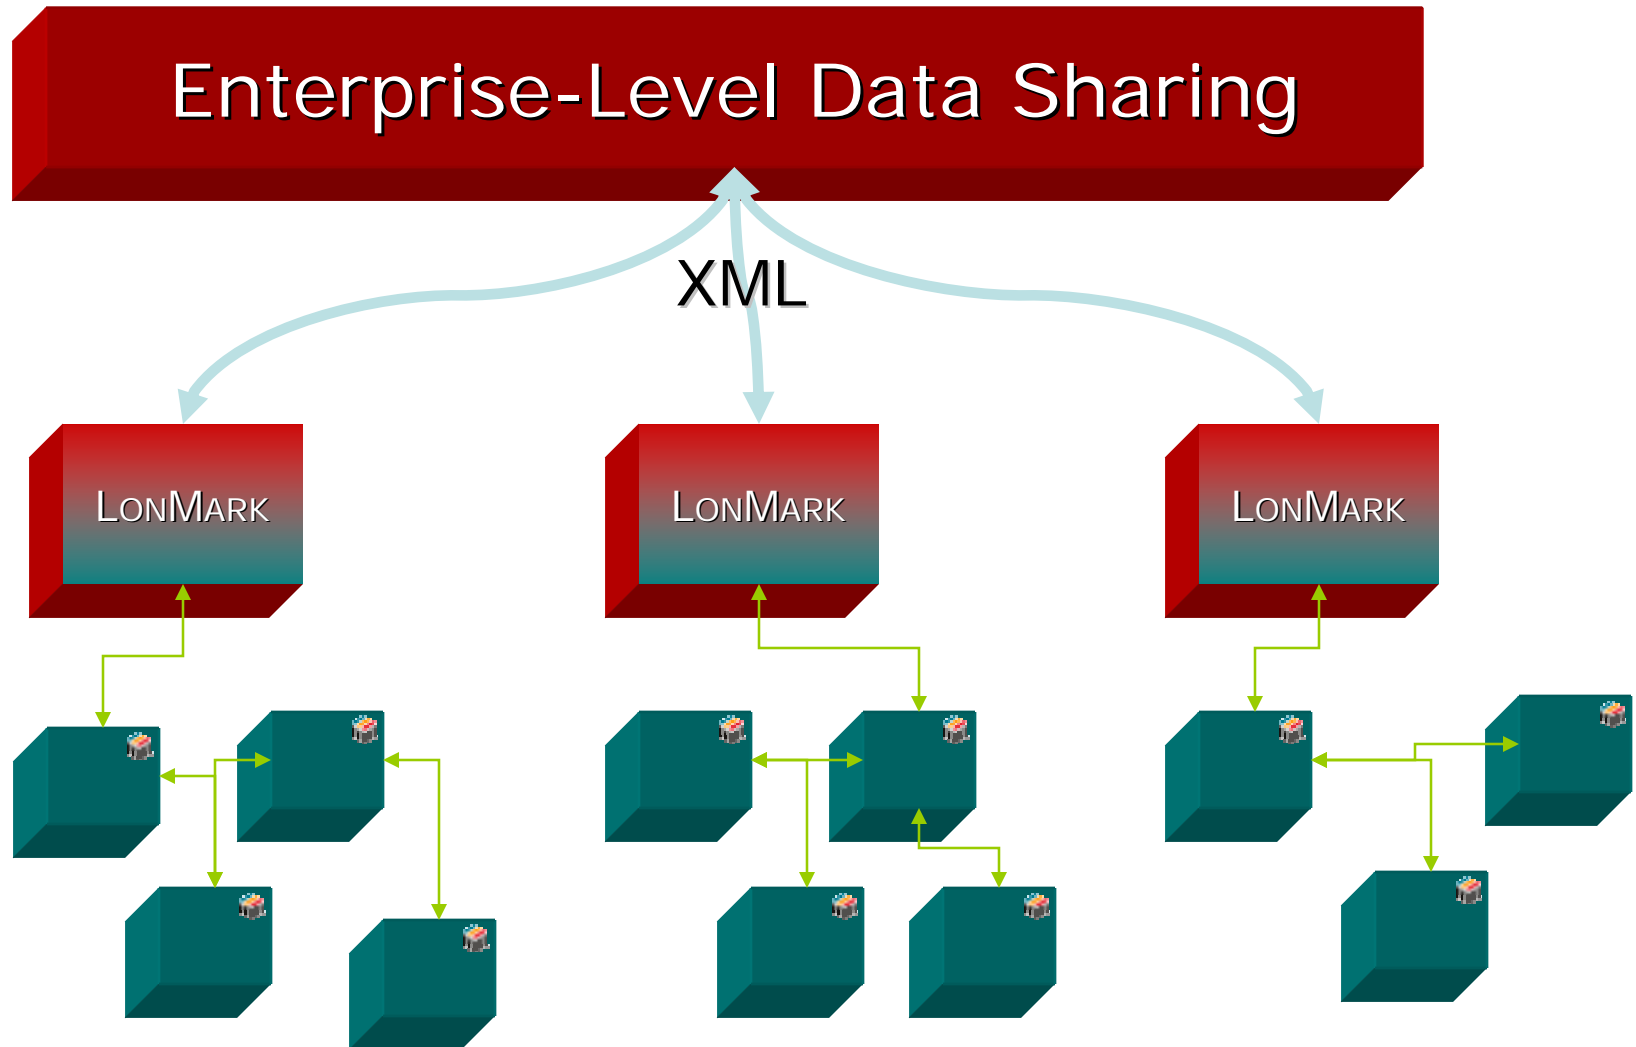 Enterprise-Level Data Sharing
XML
LONMARK
LONMARK
LONMARK